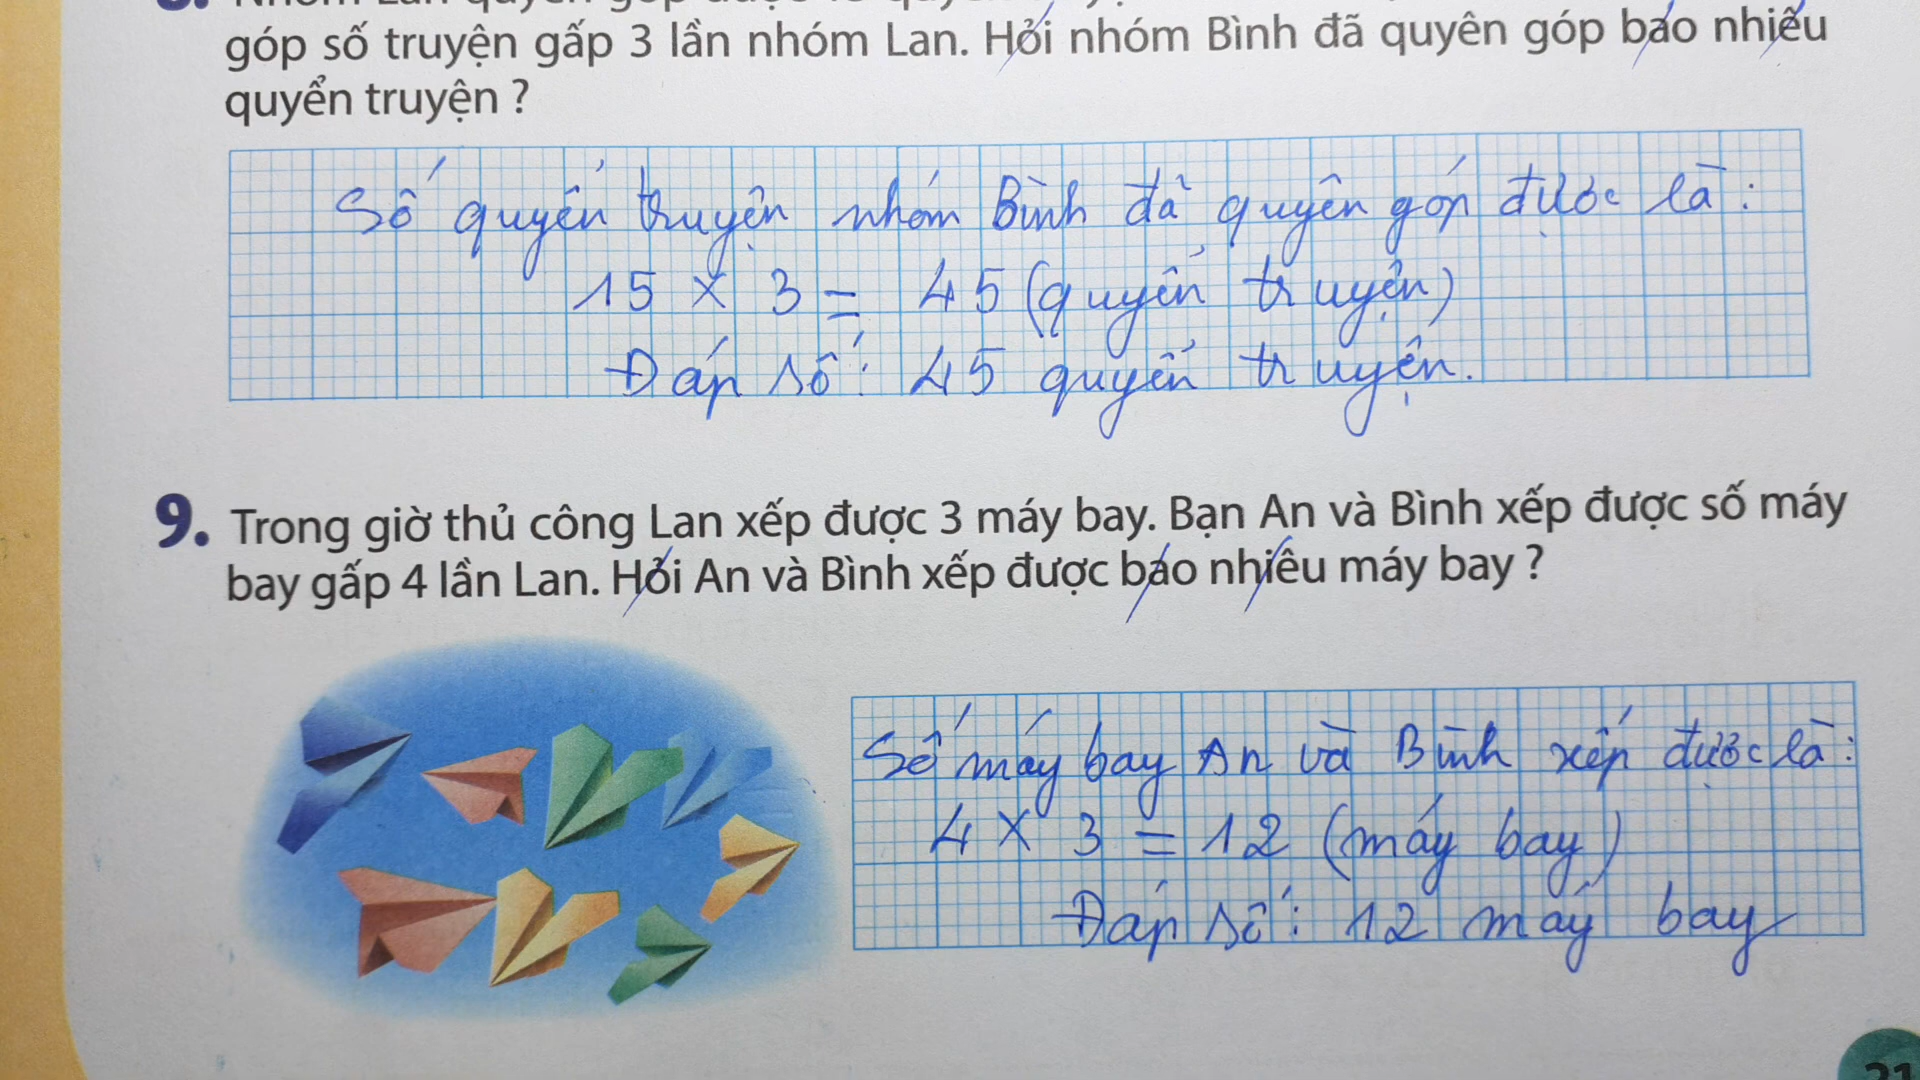 góp số truyện gấp 3 lần nhóm Lan. Hỏi nhóm Bình đã quyên góp bao nhiêu
quyển truyện ?
Số quyển truyện nhóm Bình đã quyên góp được là :
15 × 3 = 45 (quyển truyện)
Đáp số : 45 quyển truyện.
9. Trong giờ thủ công Lan xếp được 3 máy bay. Bạn An và Bình xếp được số máy
bay gấp 4 lần Lan. Hỏi An và Bình xếp được bao nhiêu máy bay ?
Số máy bay An và Bình xếp được là :
4 × 3 = 12 (máy bay)
Đáp số : 12 máy bay